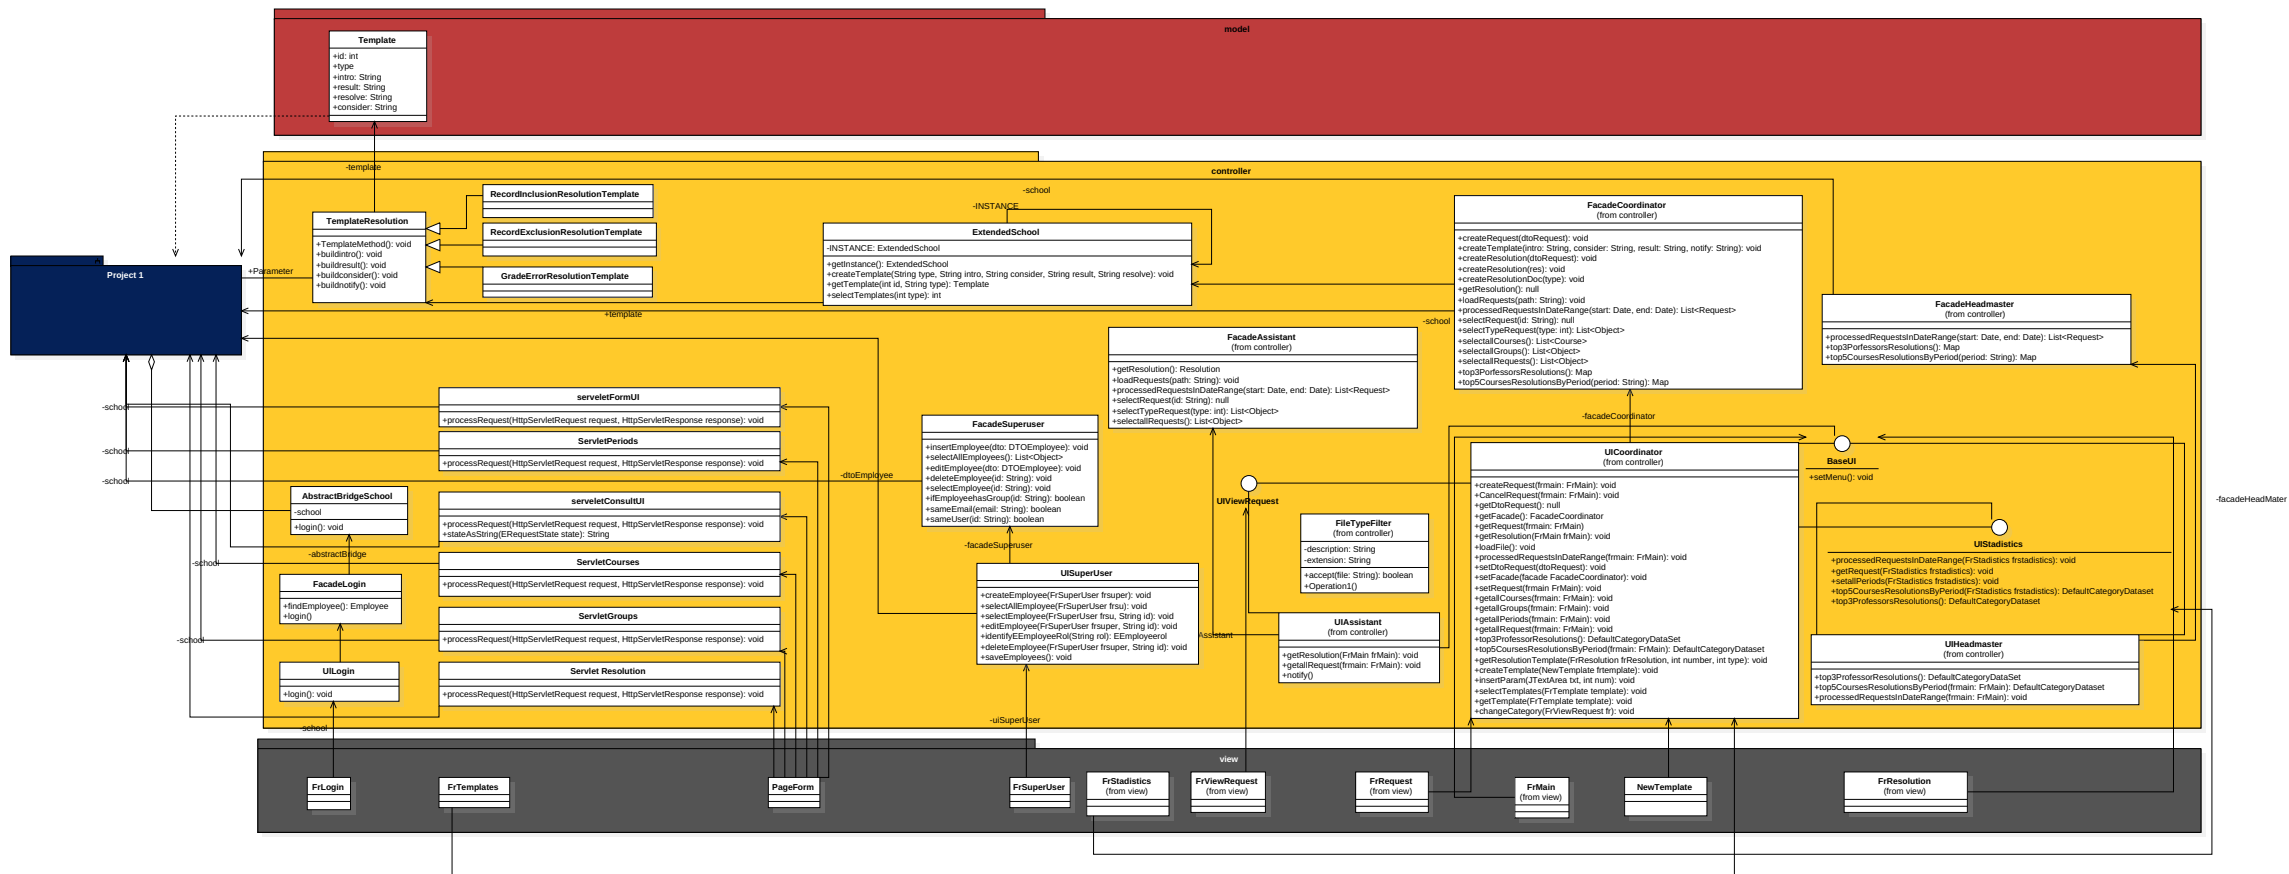 model
Template
+id: int
+type
+intro: String
+result: String
+resolve: String
+consider: String
-template
controller
-school
RecordInclusionResolutionTemplate
-INSTANCE
TemplateResolution
+TemplateMethod(): void
+buildintro(): void
+buildresult(): void
+buildconsider(): void
+buildnotify(): void
RecordExclusionResolutionTemplate
GradeErrorResolutionTemplate
ExtendedSchool
-INSTANCE: ExtendedSchool
+getInstance(): ExtendedSchool
+createTemplate(String type, String intro, String consider, String result, String resolve): void
+getTemplate(int id, String type): Template
+selectTemplates(int type): int
FacadeCoordinator
(from controller)
+createRequest(dtoRequest): void
+createTemplate(intro: String, consider: String, result: String, notify: String): void
+createResolution(dtoRequest): void
+createResolution(res): void
+createResolutionDoc(type): void
+getResolution(): null
+loadRequests(path: String): void
+processedRequestsInDateRange(start: Date, end: Date): List<Request>
+selectRequest(id: String): null
+selectTypeRequest(type: int): List<Object>
+selectallCourses(): List<Course>
+selectallGroups(): List<Object>
+selectallRequests(): List<Object>
+top3PorfessorsResolutions(): Map
+top5CoursesResolutionsByPeriod(period: String): Map
Project 1
+Parameter
+template
-school
FacadeHeadmaster
(from controller)
+processedRequestsInDateRange(start: Date, end: Date): List<Request>
+top3PorfessorsResolutions(): Map
+top5CoursesResolutionsByPeriod(period: String): Map
FacadeAssistant
(from controller)
+getResolution(): Resolution
+loadRequests(path: String): void
+processedRequestsInDateRange(start: Date, end: Date): List<Request>
+selectRequest(id: String): null
+selectTypeRequest(type: int): List<Object>
+selectallRequests(): List<Object>
-school
serveletFormUI
+processRequest(HttpServletRequest request, HttpServletResponse response): void
-school
ServletPeriods
+processRequest(HttpServletRequest request, HttpServletResponse response): void
-school
-dtoEmployee
FacadeSuperuser
+insertEmployee(dto: DTOEmployee): void
+selectAllEmployees(): List<Object>
+editEmployee(dto: DTOEmployee): void
+deleteEmployee(id: String): void
+selectEmployee(id: String): void
+ifEmployeehasGroup(id: String): boolean
+sameEmail(email: String): boolean
+sameUser(id: String): boolean
-facadeCoordinator
BaseUI
+setMenu(): void
UICoordinator
(from controller)
+createRequest(frmain: FrMain): void
+CancelRequest(frmain: FrMain): void
+getDtoRequest(): null
+getFacade(): FacadeCoordinator
+getRequest(frmain: FrMain)
+getResolution(FrMain frMain): void
+loadFile(): void
+processedRequestsInDateRange(frmain: FrMain): void
+setDtoRequest(dtoRequest): void
+setFacade(facade FacadeCoordinator): void
+setRequest(frmain FrMain): void
+getallCourses(frmain: FrMain): void
+getallGroups(frmain: FrMain): void
+getallPeriods(frmain: FrMain): void
+getallRequest(frmain: FrMain): void
+top3ProfessorResolutions(): DefaultCategoryDataSet
+top5CoursesResolutionsByPeriod(frmain: FrMain): DefaultCategoryDataset
+getResolutionTemplate(FrResolution frResolution, int number, int type): void
+createTemplate(NewTemplate frtemplate): void
+insertParam(JTextArea txt, int num): void
+selectTemplates(FrTemplate template): void
+getTemplate(FrTemplate template): void
+changeCategory(FrViewRequest fr): void
AbstractBridgeSchool
-school
+login(): void
serveletConsultUI
+processRequest(HttpServletRequest request, HttpServletResponse response): void
+stateAsString(ERequestState state): String
UIViewRequest
FileTypeFilter
(from controller)
-description: String
-extension: String
+accept(file: String): boolean
+Operation1()
-facadeHeadMater
UIStadistics
+processedRequestsInDateRange(FrStadistics frstadistics): void
+getRequest(FrStadistics frstadistics): void
+setallPeriods(FrStadistics frstadistics): void
+top5CoursesResolutionsByPeriod(FrStadistics frstadistics): DefaultCategoryDataset
+top3ProfessorsResolutions(): DefaultCategoryDataset
-abstractBridge
-school
-facadeSuperuser
ServletCourses
+processRequest(HttpServletRequest request, HttpServletResponse response): void
FacadeLogin
+findEmployee(): Employee
+login()
UISuperUser
+createEmployee(FrSuperUser frsuper): void
+selectAllEmployee(FrSuperUser frsu): void
+selectEmployee(FrSuperUser frsu, String id): void
+editEmployee(FrSuperUser frsuper, String id): void
+identifyEEmployeeRol(String rol): EEmployeerol
+deleteEmployee(FrSuperUser frsuper, String id): void
+saveEmployees(): void
ServletGroups
+processRequest(HttpServletRequest request, HttpServletResponse response): void
-school
Assistant
UIAssistant
(from controller)
+getResolution(FrMain frMain): void
+getallRequest(frmain: FrMain): void
+notify()
UIHeadmaster
(from controller)
+top3ProfessorResolutions(): DefaultCategoryDataSet
+top5CoursesResolutionsByPeriod(frmain: FrMain): DefaultCategoryDataset
+processedRequestsInDateRange(frmain: FrMain): void
UILogin
+login(): void
Servlet Resolution
+processRequest(HttpServletRequest request, HttpServletResponse response): void
-school
-uiSuperUser
view
FrLogin
FrTemplates
PageForm
FrSuperUser
FrStadistics
(from view)
FrViewRequest
(from view)
FrRequest
(from view)
FrMain
(from view)
NewTemplate
FrResolution
(from view)